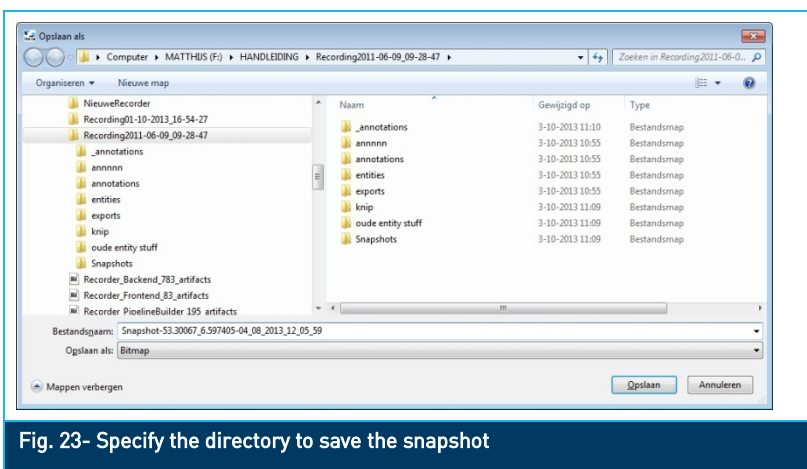 Opslaan als
Computer ▸ MATTHIJS (F:) ▸ HANDLEIDING ▸ Recording2011-06-09_09-28-47 ▸
Zoeken in Recording2011-06-0...
Organiseren
Nieuwe map
NieuweRecorder
Recording01-10-2013_16-54-27
Recording2011-06-09_09-28-47
_annotations
annnnn
annotations
entities
exports
knip
oude entity stuff
Snapshots
Recorder_Backend_783_artifacts
Recorder_Frontend_83_artifacts
Recorder PipelineBuilder 195 artifacts
Naam Gewijzigd op Type
_annotations 3-10-2013 11:10 Bestandsmap
annnnn 3-10-2013 10:55 Bestandsmap
annotations 3-10-2013 10:55 Bestandsmap
entities 3-10-2013 10:55 Bestandsmap
exports 3-10-2013 10:55 Bestandsmap
knip 3-10-2013 11:09 Bestandsmap
oude entity stuff 3-10-2013 11:09 Bestandsmap
Snapshots 3-10-2013 11:09 Bestandsmap
Bestandsnaam: Snapshot-53.30067_6.597405-04_08_2013_12_05_59
Opslaan als: Bitmap
Mappen verbergen
Opslaan
Annuleren
Fig. 23- Specify the directory to save the snapshot